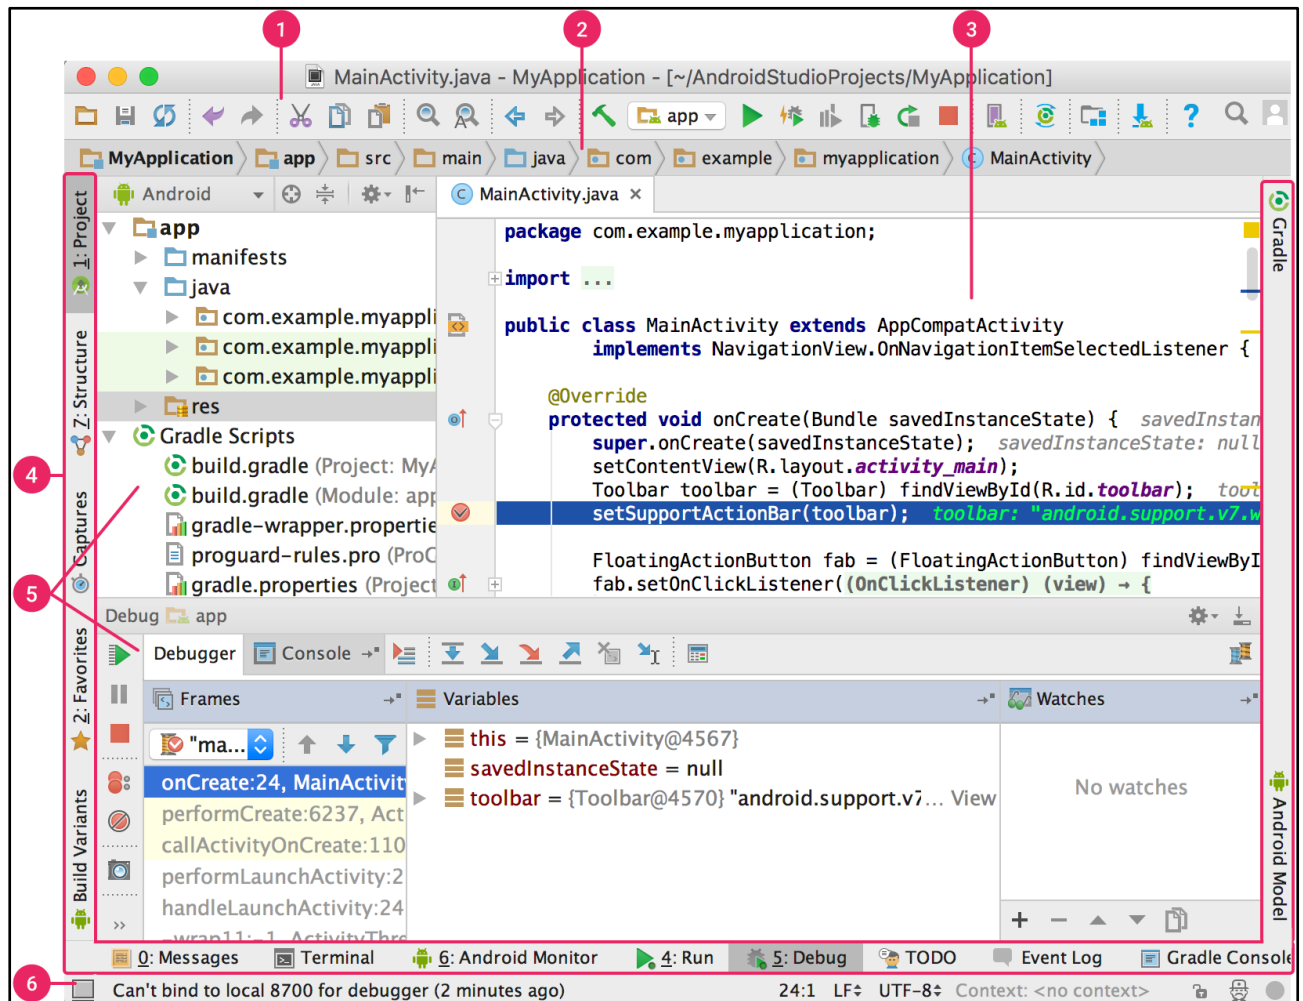 1 2 3
MainActivity.java - MyApplication - [~/AndroidStudioProjects/MyApplication]
app
MyApplication app src main java com example myapplication MainActivity
1: Project
Z: Structure
Captures
2: Favorites
Build Variants
4
5
Android
app
manifests
java
com.example.myappli
com.example.myappli
com.example.myappli
res
Gradle Scripts
build.gradle (Project: MyA
build.gradle (Module: app
gradle-wrapper.propertie
proguard-rules.pro (ProC
gradle.properties (Project
MainActivity.java
package com.example.myapplication;
import ...
public class MainActivity extends AppCompatActivity
implements NavigationView.OnNavigationItemSelectedListener {
@Override
protected void onCreate(Bundle savedInstanceState) { savedInstan
super.onCreate(savedInstanceState); savedInstanceState: null
setContentView(R.layout.activity_main);
Toolbar toolbar = (Toolbar) findViewById(R.id.toolbar); tool
setSupportActionBar(toolbar); toolbar: "android.support.v7.w
FloatingActionButton fab = (FloatingActionButton) findViewByI
fab.setOnClickListener((OnClickListener) (view) → {
Gradle
Android Model
Debug app
Debugger Console
Frames
"ma...
onCreate:24, MainActivit
performCreate:6237, Act
callActivityOnCreate:110
performLaunchActivity:2
handleLaunchActivity:24
-wrap11:-1, ActivityThre
Variables
this = {MainActivity@4567}
savedInstanceState = null
toolbar = {Toolbar@4570} "android.support.v7... View
Watches
No watches
0: Messages Terminal 6: Android Monitor 4: Run 5: Debug TODO Event Log Gradle Console
6
Can't bind to local 8700 for debugger (2 minutes ago) 24:1 LF UTF-8 Context: <no context>